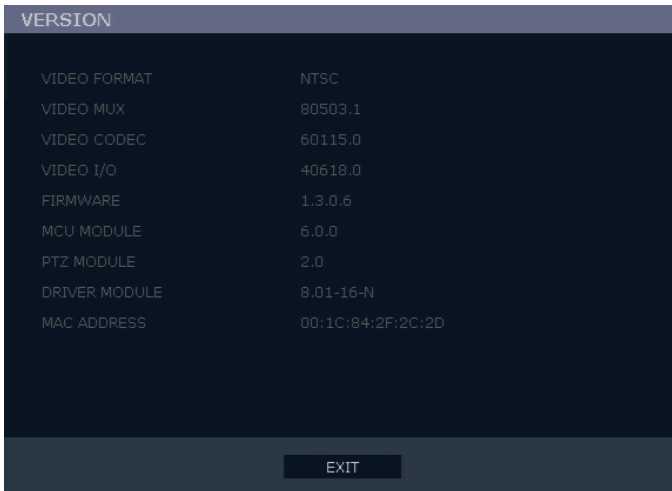 VERSION
VIDEO FORMAT NTSC
VIDEO MUX 80503.1
VIDEO CODEC 60115.0
VIDEO I/O 40618.0
FIRMWARE 1.3.0.6
MCU MODULE 6.0.0
PTZ MODULE 2.0
DRIVER MODULE 8.01-16-N
MAC ADDRESS 00:1C:84:2F:2C:2D
EXIT